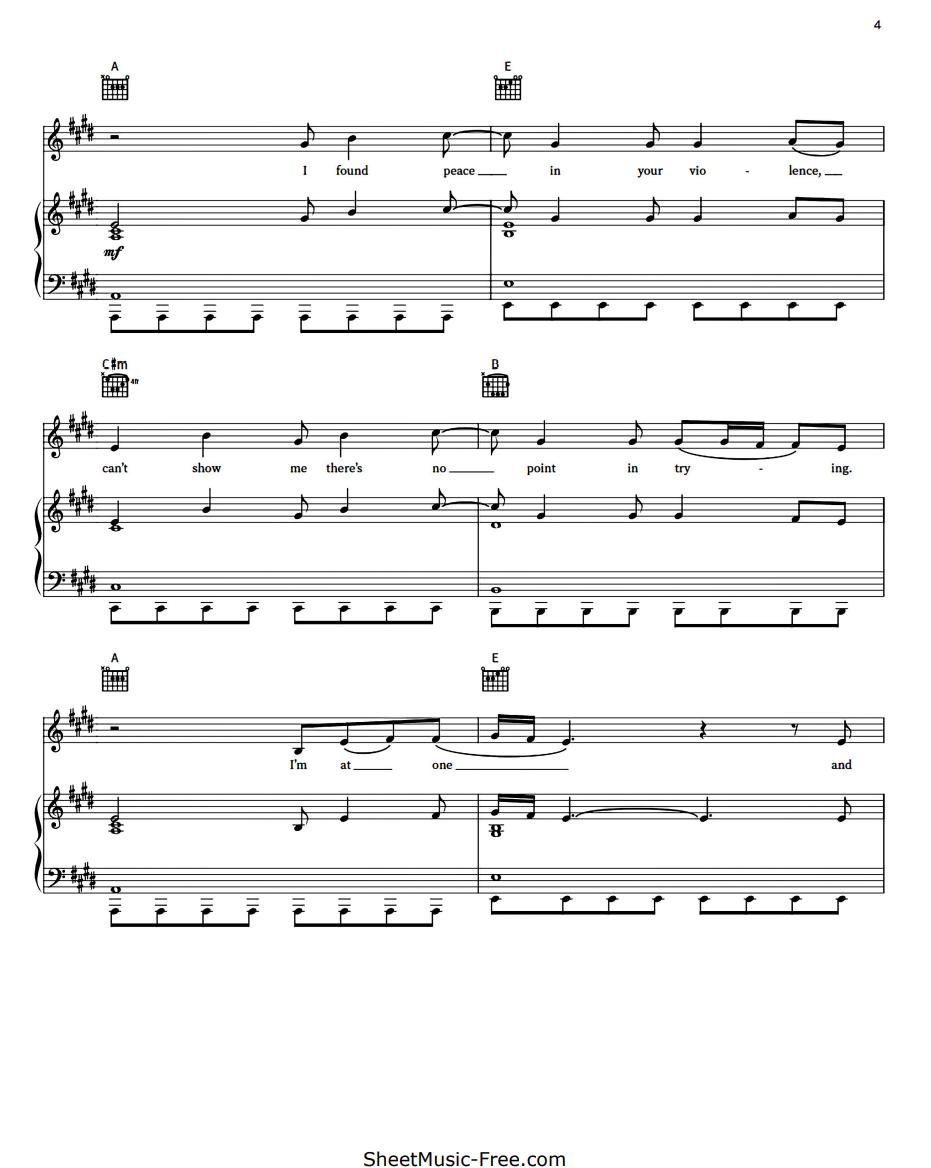 4
A E
I found peace in your vio - lence,
mf
C#m B
4fr
can't show me there's no point in try - ing.
A E
I'm at one and
SheetMusic-Free.com